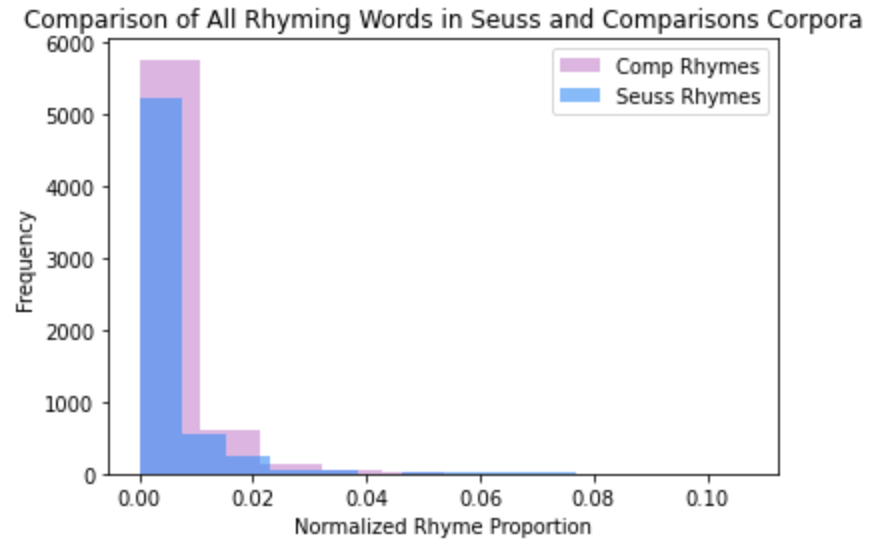 Comparison of All Rhyming Words in Seuss and Comparisons Corpora
Comp Rhymes
Seuss Rhymes
6000
5000
4000
3000
2000
1000
0
Frequency
0.00 0.02 0.04 0.06 0.08 0.10
Normalized Rhyme Proportion